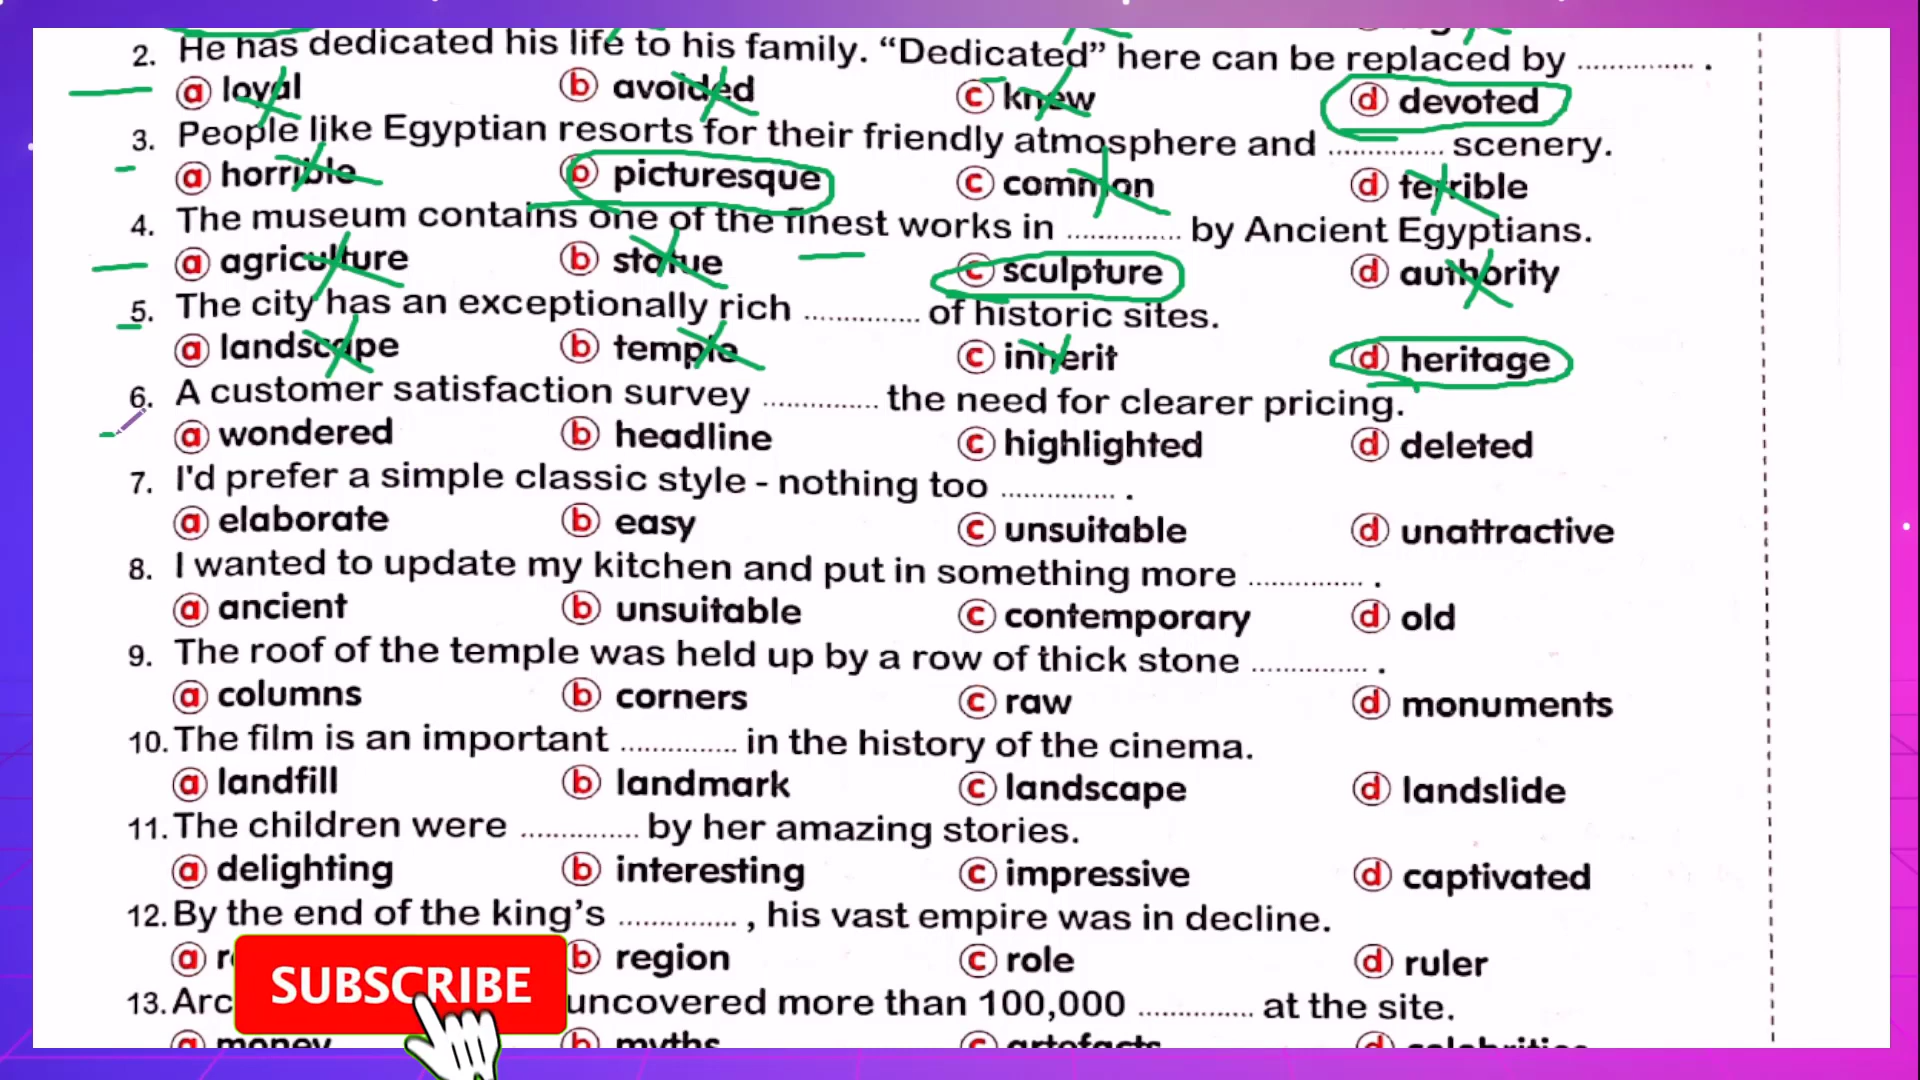 2. He has dedicated his life to his family. “Dedicated” here can be replaced by .............. .
a loyal b avoided c knew d devoted
3. People like Egyptian resorts for their friendly atmosphere and .............. scenery.
a horrible b picturesque c common d terrible
4. The museum contains one of the finest works in .............. by Ancient Egyptians.
a agriculture b statue c sculpture d authority
5. The city has an exceptionally rich .............. of historic sites.
a landscape b temple c inherit d heritage
6. A customer satisfaction survey .............. the need for clearer pricing.
a wondered b headline c highlighted d deleted
7. I'd prefer a simple classic style - nothing too .............. .
a elaborate b easy c unsuitable d unattractive
8. I wanted to update my kitchen and put in something more .............. .
a ancient b unsuitable c contemporary d old
9. The roof of the temple was held up by a row of thick stone .............. .
a columns b corners c raw d monuments
10. The film is an important .............. in the history of the cinema.
a landfill b landmark c landscape d landslide
11. The children were .............. by her amazing stories.
a delighting b interesting c impressive d captivated
12. By the end of the king’s .............. , his vast empire was in decline.
a b region c role d ruler
SUBSCRIBE
13. uncovered more than 100,000 .............. at the site.
a money b myths c artefacts d celebrities